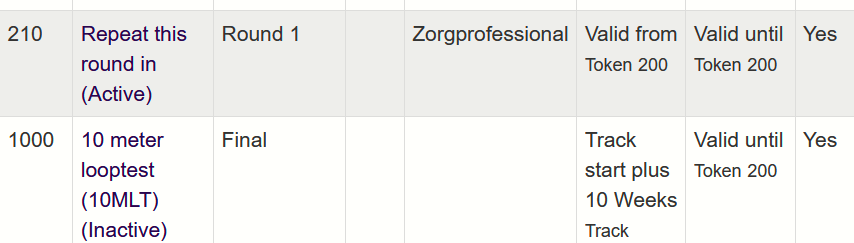 210 Repeat this Round 1 Zorgprofessional Valid from Valid until Yes
round in Token 200 Token 200
(Active)
1000 10 meter Final Track Valid until Yes
looptest start plus Token 200
(10MLT) 10 Weeks
(Inactive) Track